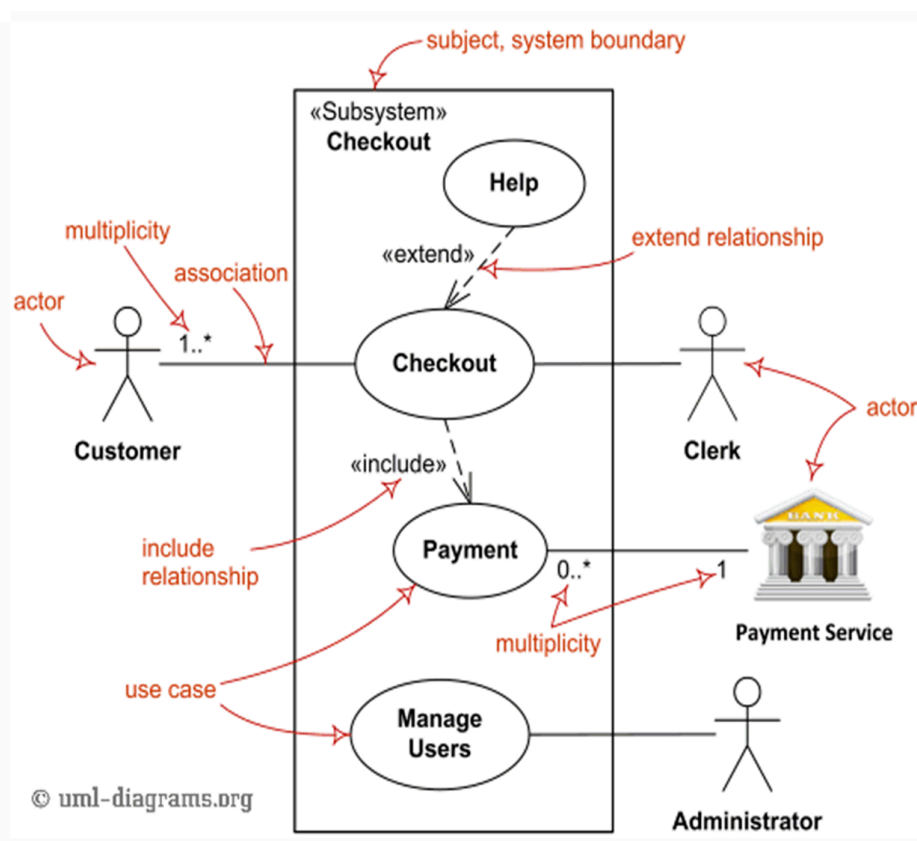 subject, system boundary
«Subsystem»
Checkout
Help
multiplicity
«extend»
extend relationship
association
actor
1..*
Checkout
actor
Customer
Clerk
«include»
BANK
include
relationship
Payment
0..*
1
multiplicity
Payment Service
use case
Manage
Users
© uml-diagrams.org
Administrator